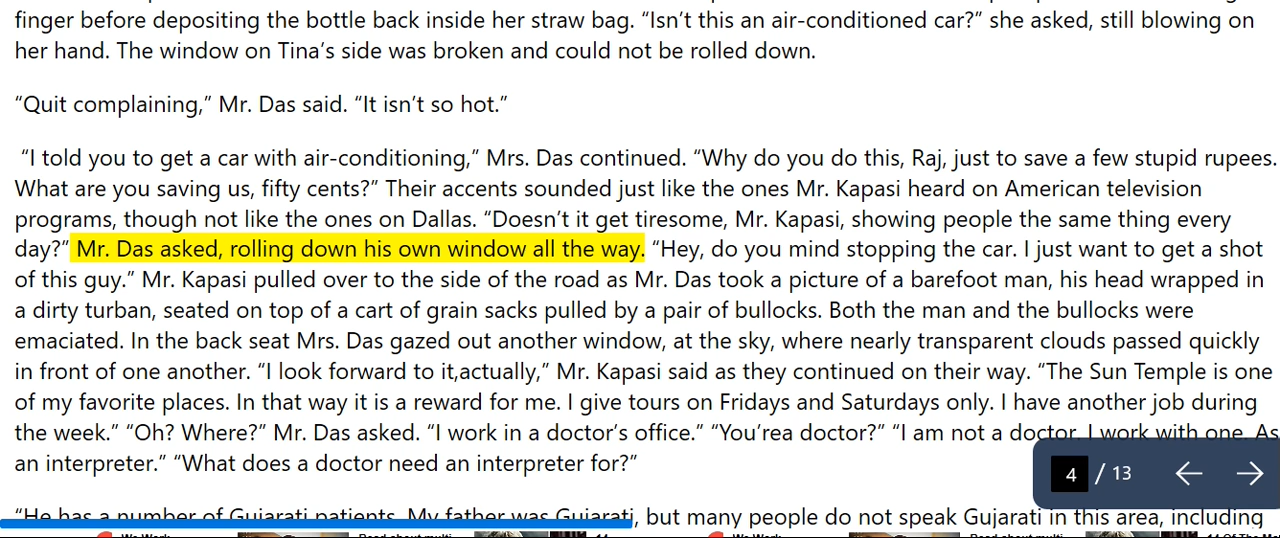 finger before depositing the bottle back inside her straw bag. “Isn’t this an air-conditioned car?” she asked, still blowing on
her hand. The window on Tina’s side was broken and could not be rolled down.
“Quit complaining,” Mr. Das said. “It isn’t so hot.”
“I told you to get a car with air-conditioning,” Mrs. Das continued. “Why do you do this, Raj, just to save a few stupid rupees.
What are you saving us, fifty cents?” Their accents sounded just like the ones Mr. Kapasi heard on American television
programs, though not like the ones on Dallas. “Doesn’t it get tiresome, Mr. Kapasi, showing people the same thing every
day?” Mr. Das asked, rolling down his own window all the way. “Hey, do you mind stopping the car. I just want to get a shot
of this guy.” Mr. Kapasi pulled over to the side of the road as Mr. Das took a picture of a barefoot man, his head wrapped in
a dirty turban, seated on top of a cart of grain sacks pulled by a pair of bullocks. Both the man and the bullocks were
emaciated. In the back seat Mrs. Das gazed out another window, at the sky, where nearly transparent clouds passed quickly
in front of one another. “I look forward to it,actually,” Mr. Kapasi said as they continued on their way. “The Sun Temple is one
of my favorite places. In that way it is a reward for me. I give tours on Fridays and Saturdays only. I have another job during
the week.” “Oh? Where?” Mr. Das asked. “I work in a doctor’s office.” “You’rea doctor?” “I am not a doctor. I work with one. As
an interpreter.” “What does a doctor need an interpreter for?”
4 / 13
“He has a number of Gujarati patients. My father was Gujarati, but many people do not speak Gujarati in this area, including